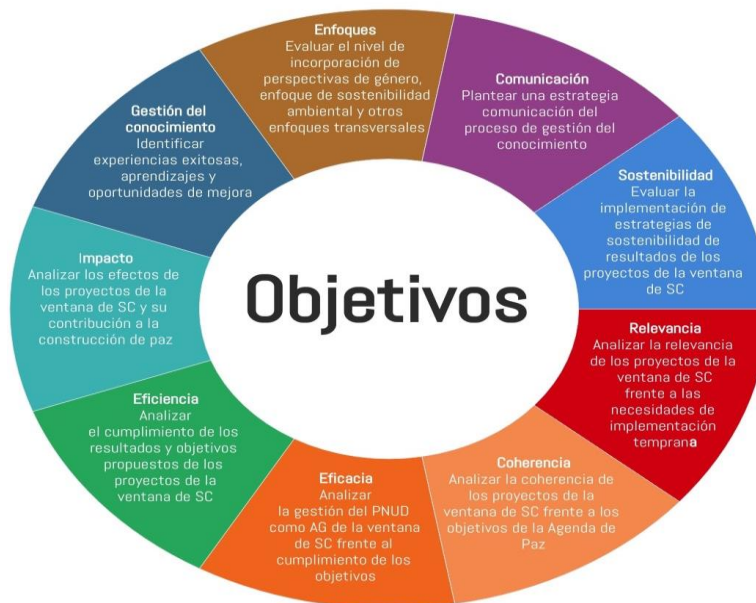 Enfoques
Evaluar el nivel de
incorporación de
perspectivas de género,
enfoque de sostenibilidad
ambiental y otros
enfoques transversales
Comunicación
Plantear una estrategia
comunicación del
proceso de gestión del
conocimiento
Sostenibilidad
Evaluar la
implementación de
estrategias de
sostenibilidad de
resultados de los
proyectos de la ventana
de SC
Relevancia
Analizar la relevancia
de los proyectos de la
ventana de SC
frente a las
necesidades de
implementación
temprana
Coherencia
Analizar la coherencia de
los proyectos de la
ventana de SC frente a los
objetivos de la Agenda de
Paz
Eficacia
Analizar
la gestión del PNUD
como AG de la ventana
de SC frente al
cumplimiento de los
objetivos
Eficiencia
Analizar
el cumplimiento de los
resultados y objetivos
propuestos de los
proyectos de la
ventana de SC
Impacto
Analizar los efectos de
los proyectos de la
ventana de SC y su
contribución a la
construcción de paz
Gestión del
conocimiento
Identificar
experiencias exitosas,
aprendizajes y
oportunidades de mejora
Objetivos